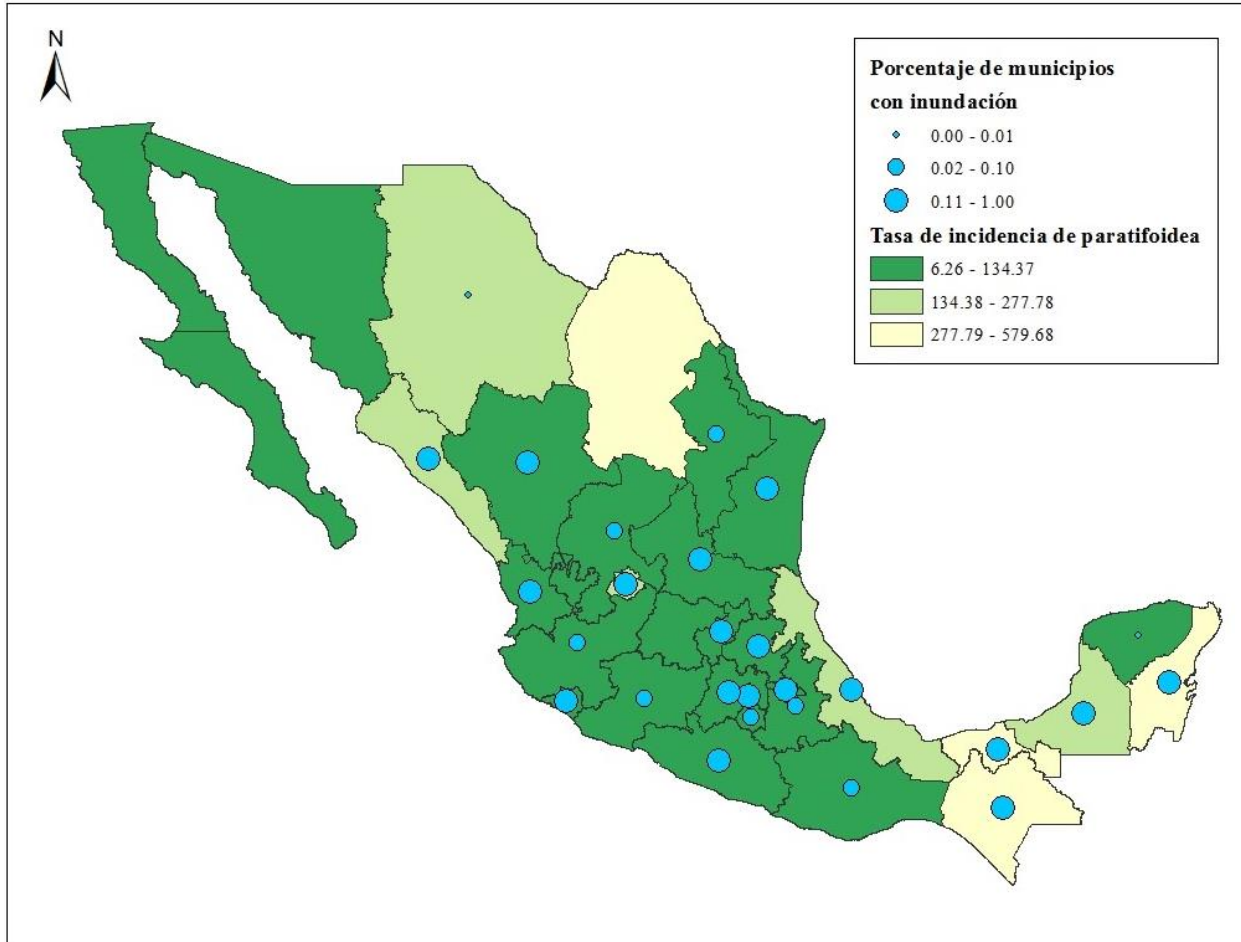 N
Porcentaje de municipios
con inundación
0.00 - 0.01
0.02 - 0.10
0.11 - 1.00
Tasa de incidencia de paratifoidea
6.26 - 134.37
134.38 - 277.78
277.79 - 579.68